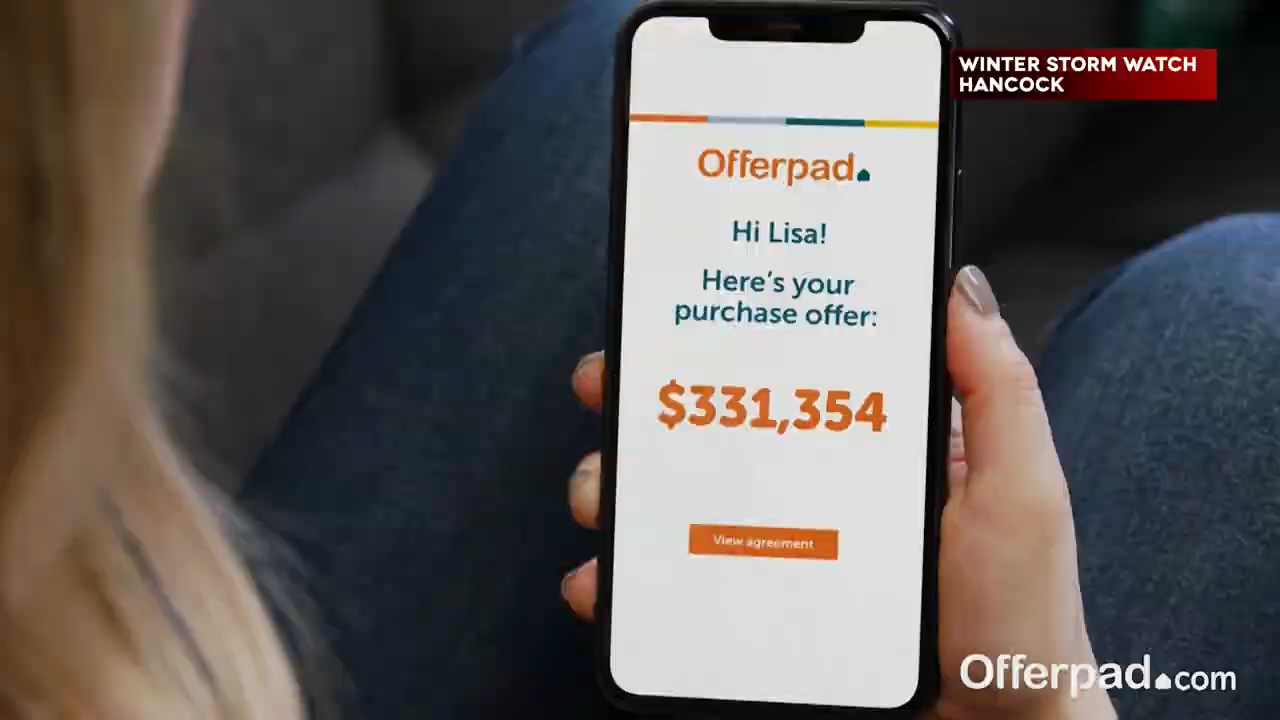 WINTER STORM WATCH
HANCOCK
Offerpad.
Hi Lisa!
Here's your
purchase offer:
$331,354
View agreement
Offerpad.com